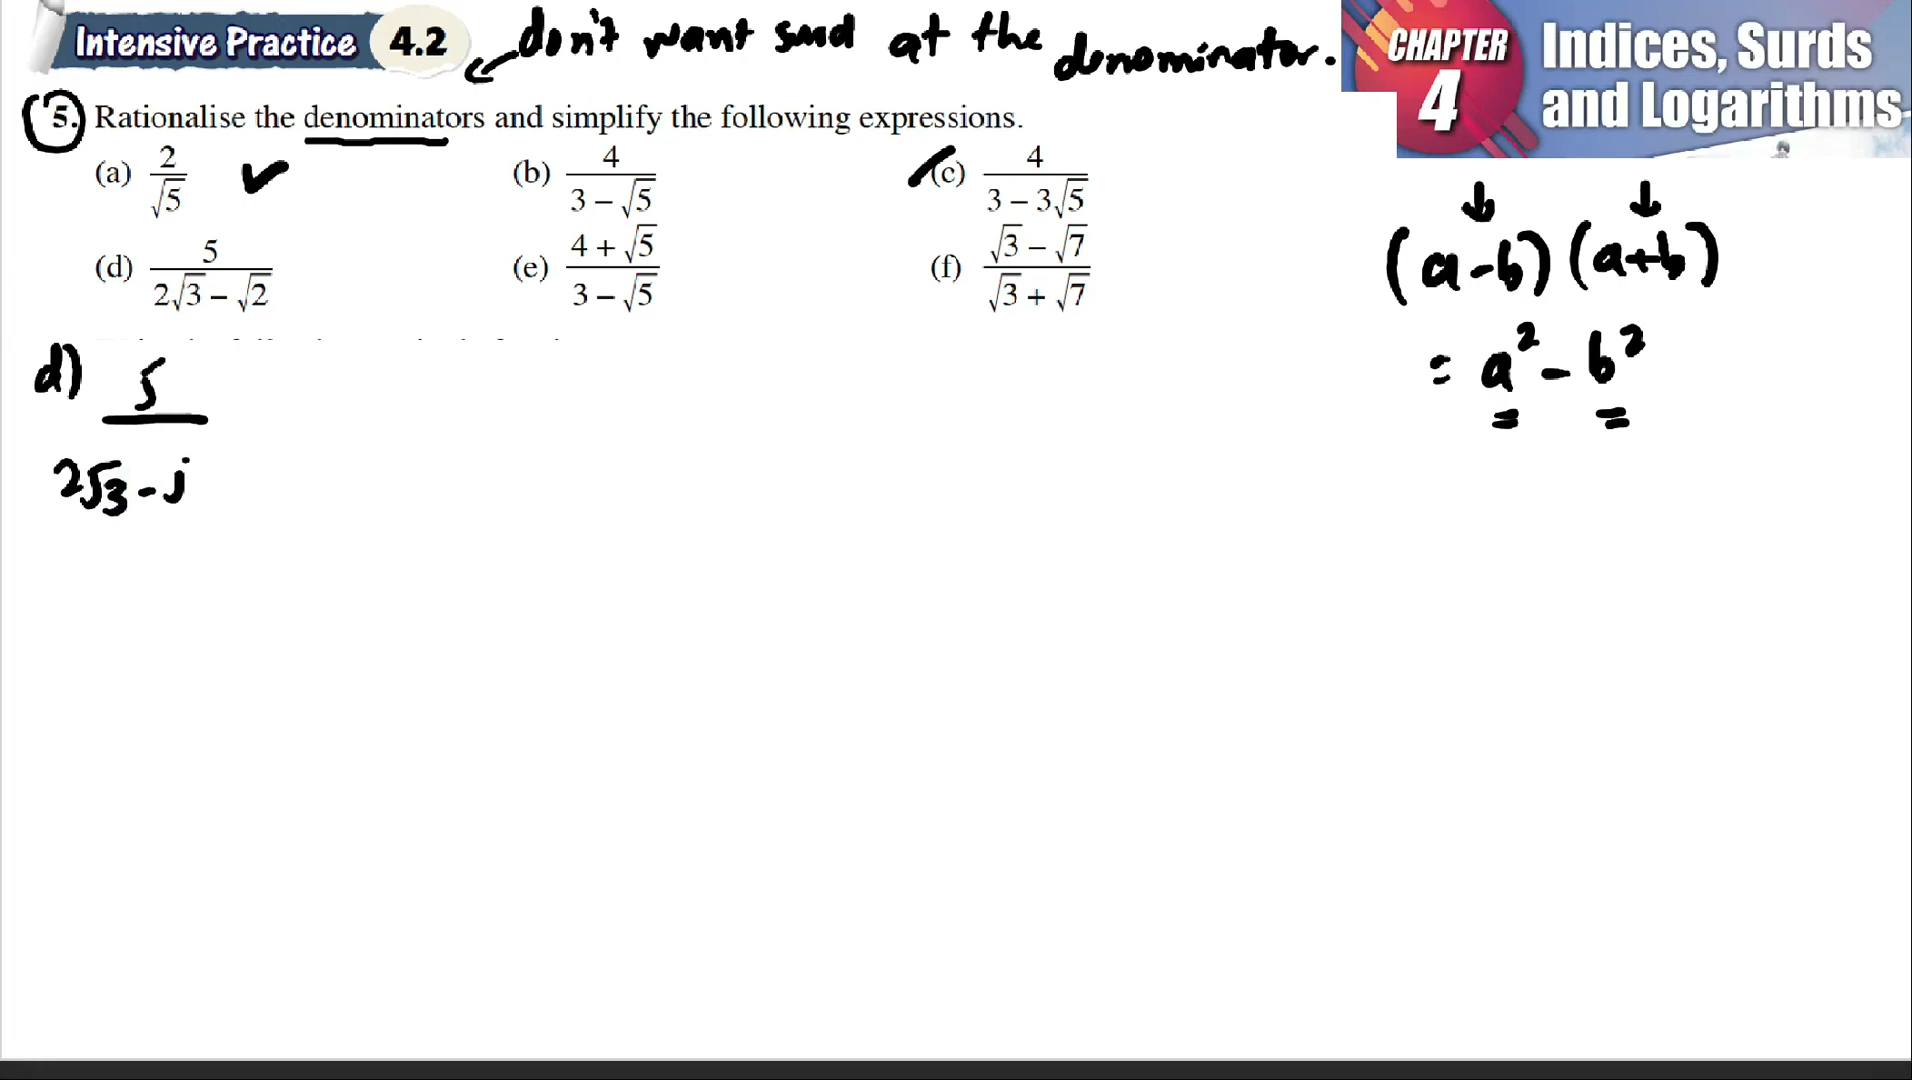 Intensive Practice 4.2
don't want surd at the denominator.
CHAPTER 4
Indices, Surds and Logarithms
5. Rationalise the denominators and simplify the following expressions.
(a) 2/√5 ✓ (b) 4/(3 − √5) (c) 4/(3 − 3√5)
(d) 5/(2√3 − √2) (e) (4 + √5)/(3 − √5) (f) (√3 − √7)/(√3 + √7)
(a-b)(a+b)
= a² - b²
d) 5
2√3 -